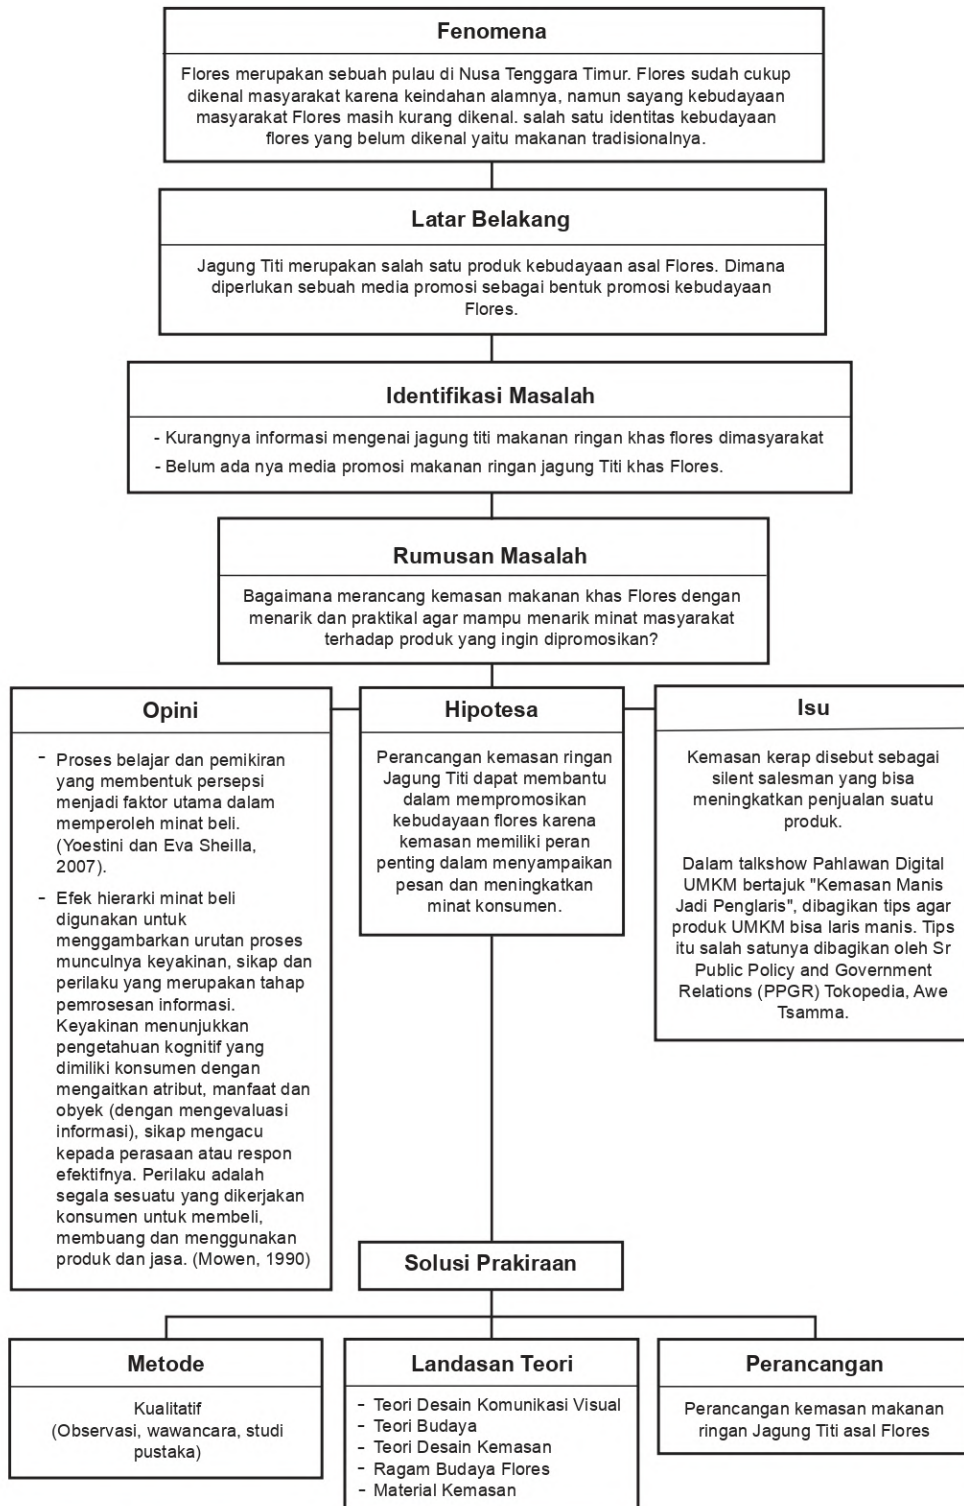 Fenomena
Flores merupakan sebuah pulau di Nusa Tenggara Timur. Flores sudah cukup
dikenal masyarakat karena keindahan alamnya, namun sayang kebudayaan
masyarakat Flores masih kurang dikenal. salah satu identitas kebudayaan
flores yang belum dikenal yaitu makanan tradisionalnya.
Latar Belakang
Jagung Titi merupakan salah satu produk kebudayaan asal Flores. Dimana
diperlukan sebuah media promosi sebagai bentuk promosi kebudayaan
Flores.
Identifikasi Masalah
- Kurangnya informasi mengenai jagung titi makanan ringan khas flores dimasyarakat
- Belum ada nya media promosi makanan ringan jagung Titi khas Flores.
Rumusan Masalah
Bagaimana merancang kemasan makanan khas Flores dengan
menarik dan praktikal agar mampu menarik minat masyarakat
terhadap produk yang ingin dipromosikan?
Opini
- Proses belajar dan pemikiran
yang membentuk persepsi
menjadi faktor utama dalam
memperoleh minat beli.
(Yoestini dan Eva Sheilla,
2007).
- Efek hierarki minat beli
digunakan untuk
menggambarkan urutan proses
munculnya keyakinan, sikap dan
perilaku yang merupakan tahap
pemrosesan informasi.
Keyakinan menunjukkan
pengetahuan kognitif yang
dimiliki konsumen dengan
mengaitkan atribut, manfaat dan
obyek (dengan mengevaluasi
informasi), sikap mengacu
kepada perasaan atau respon
efektifnya. Perilaku adalah
segala sesuatu yang dikerjakan
konsumen untuk membeli,
membuang dan menggunakan
produk dan jasa. (Mowen, 1990)
Hipotesa
Perancangan kemasan ringan
Jagung Titi dapat membantu
dalam mempromosikan
kebudayaan flores karena
kemasan memiliki peran
penting dalam menyampaikan
pesan dan meningkatkan
minat konsumen.
Isu
Kemasan kerap disebut sebagai
silent salesman yang bisa
meningkatkan penjualan suatu
produk.
Dalam talkshow Pahlawan Digital
UMKM bertajuk "Kemasan Manis
Jadi Penglaris", dibagikan tips agar
produk UMKM bisa laris manis. Tips
itu salah satunya dibagikan oleh Sr
Public Policy and Government
Relations (PPGR) Tokopedia, Awe
Tsamma.
Solusi Prakiraan
Metode
Kualitatif
(Observasi, wawancara, studi
pustaka)
Landasan Teori
- Teori Desain Komunikasi Visual
- Teori Budaya
- Teori Desain Kemasan
- Ragam Budaya Flores
- Material Kemasan
Perancangan
Perancangan kemasan makanan
ringan Jagung Titi asal Flores